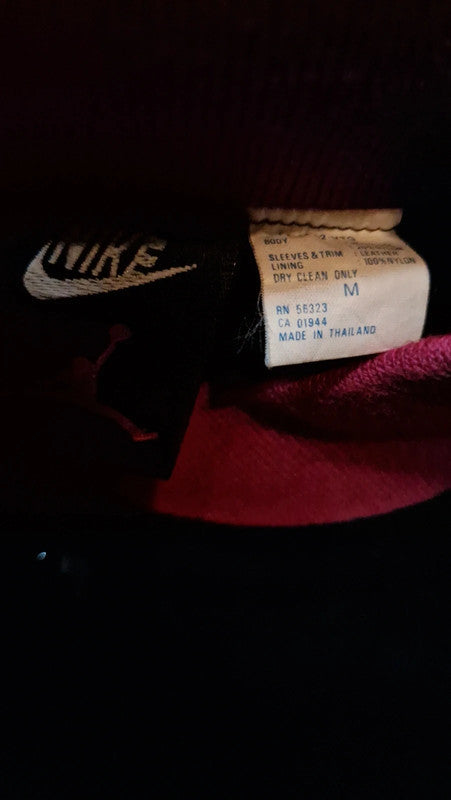 NIKE
BODY
SLEEVES & TRIM : LEATHER
LINING : 100% NYLON
DRY CLEAN ONLY
M
RN 56323
CA 01944
MADE IN THAILAND